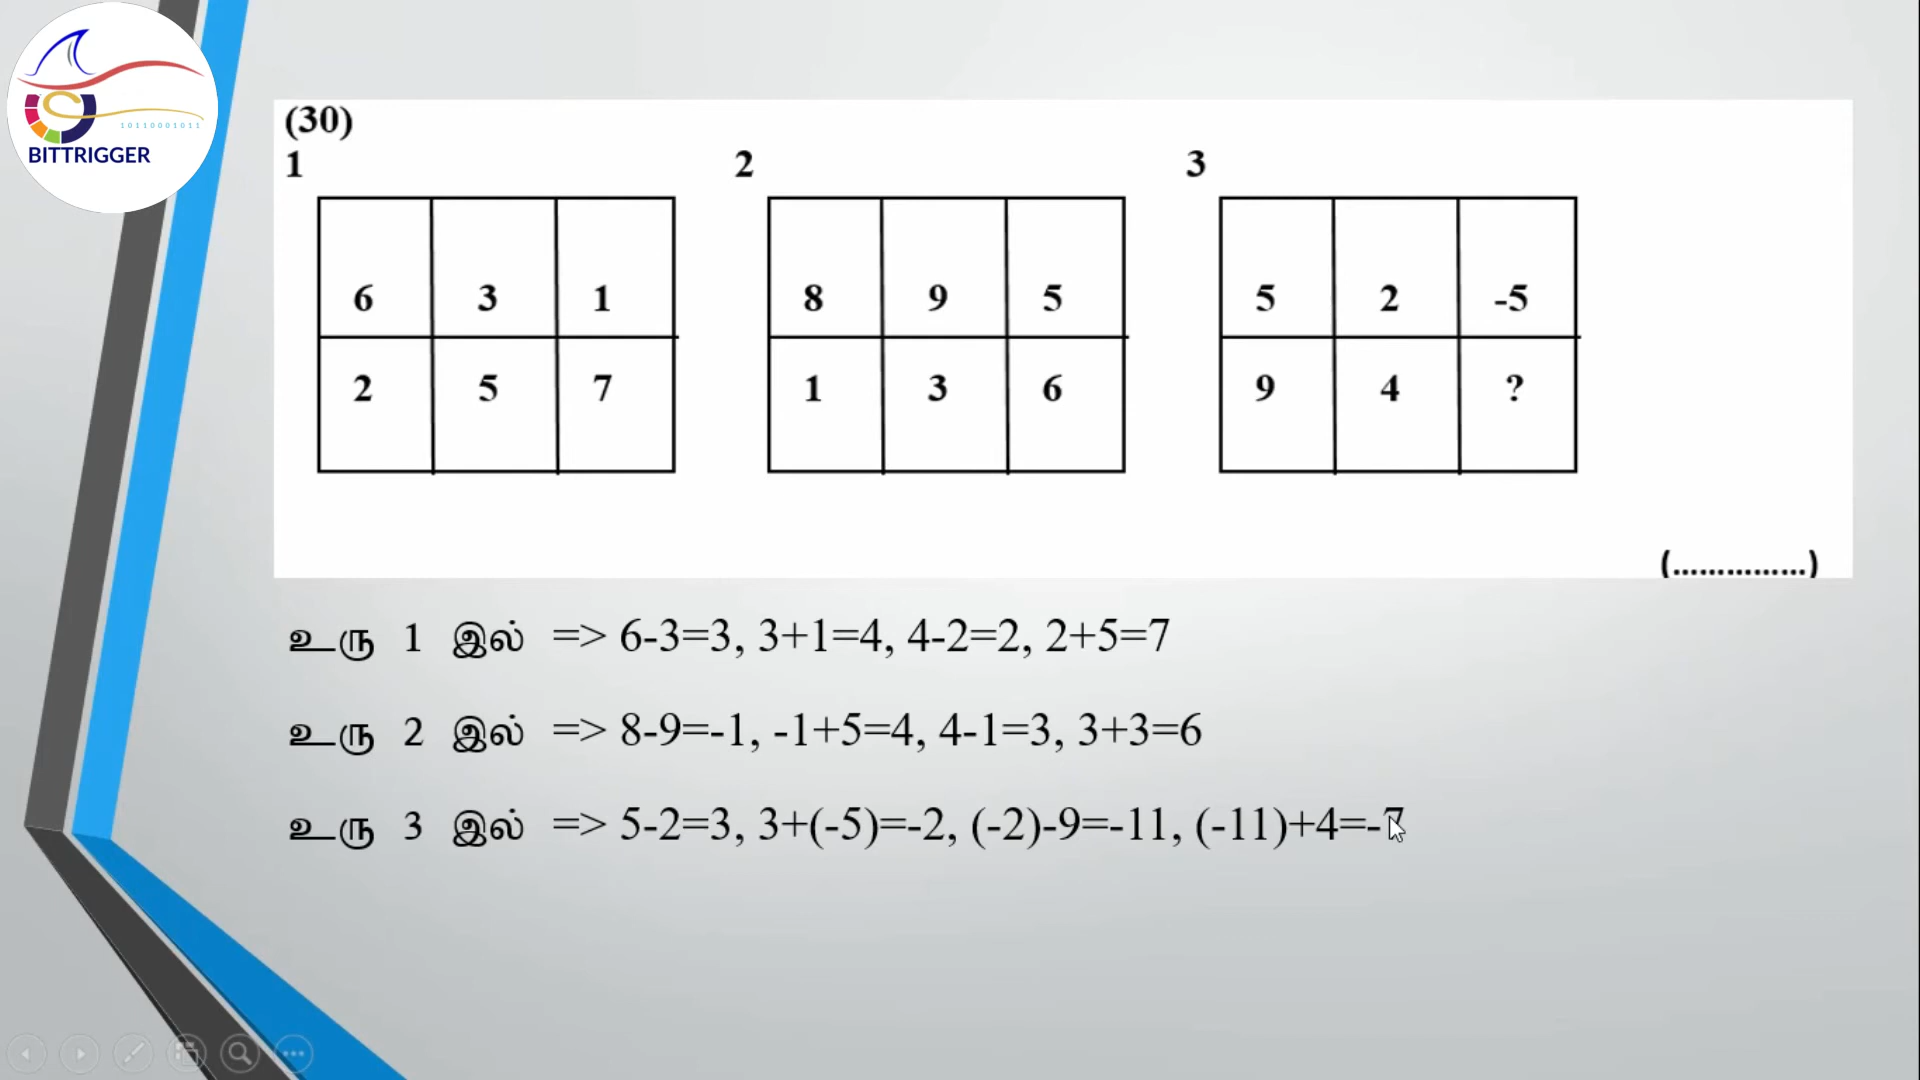 10110001011
BITTRIGGER
(30)
1 2 3
6 3 1 8 9 5 5 2 -5
2 5 7 1 3 6 9 4 ?
(...............)
உரு 1 இல் => 6-3=3, 3+1=4, 4-2=2, 2+5=7
உரு 2 இல் => 8-9=-1, -1+5=4, 4-1=3, 3+3=6
உரு 3 இல் => 5-2=3, 3+(-5)=-2, (-2)-9=-11, (-11)+4=-7